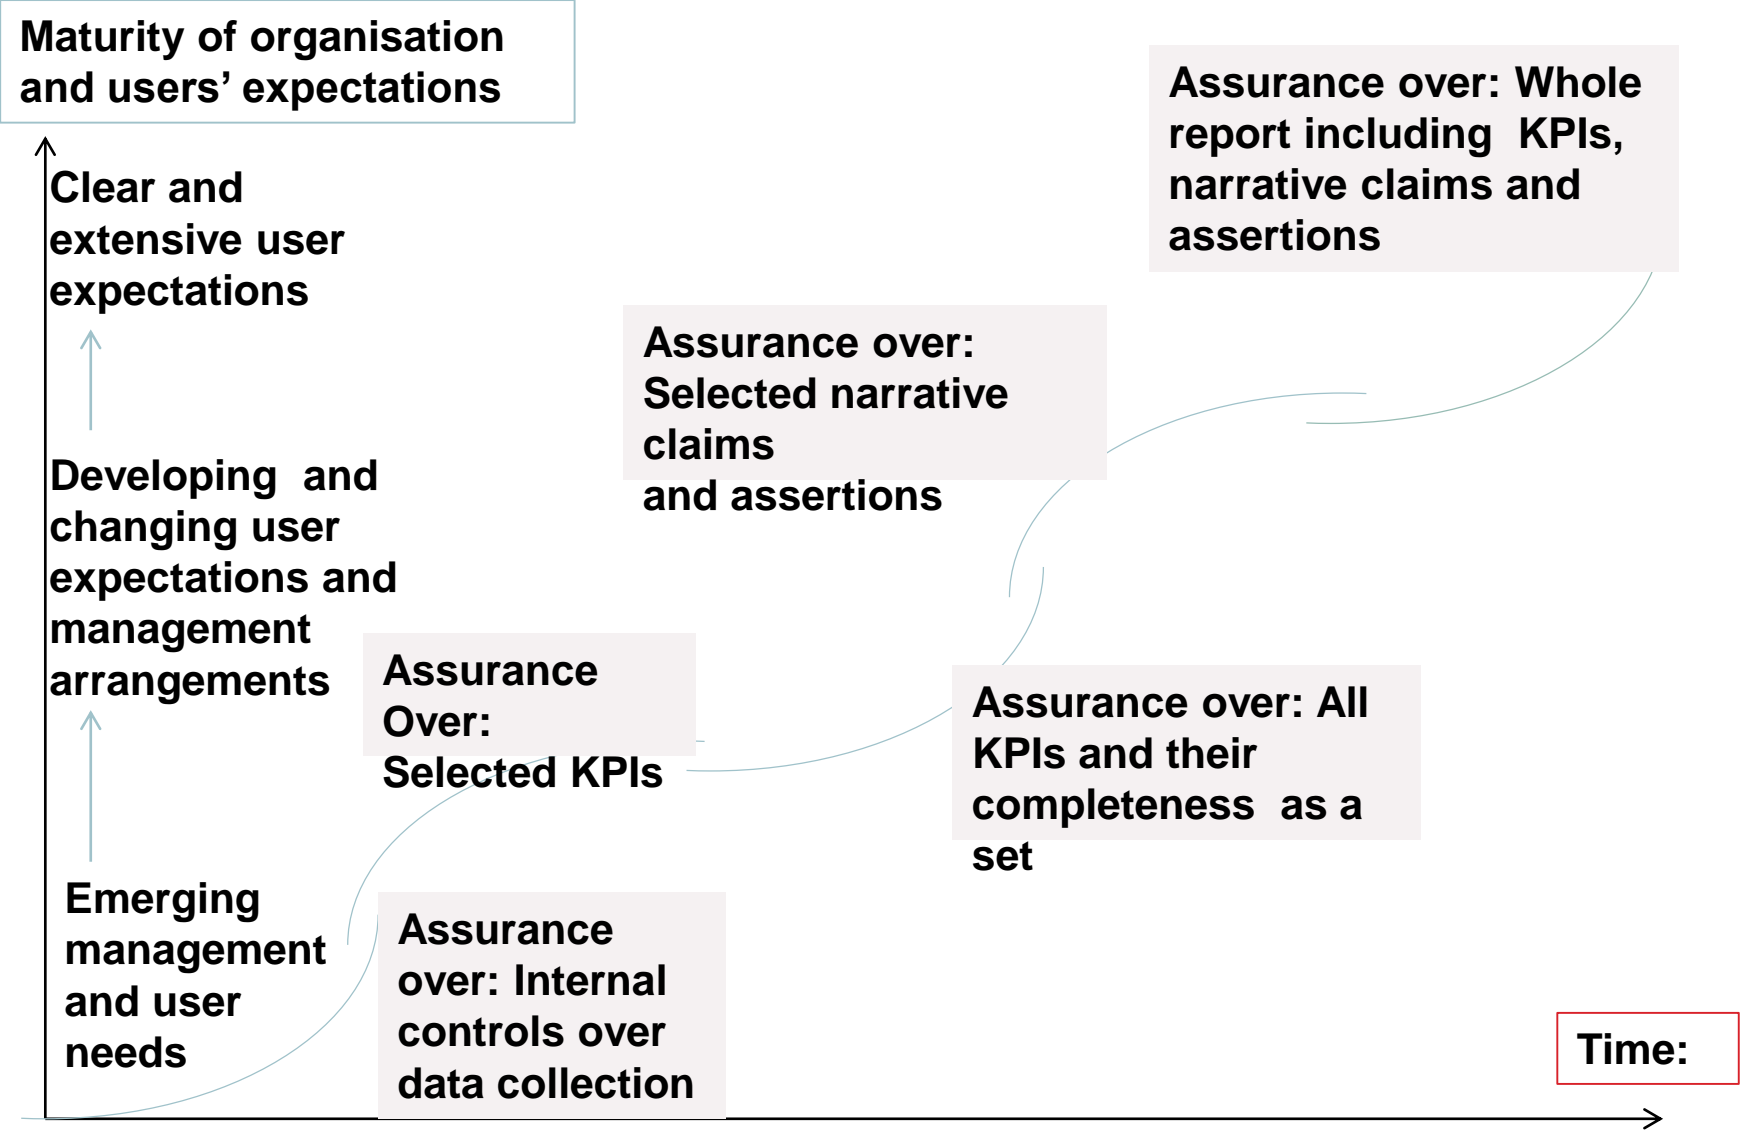 Maturity of organisation
and users’ expectations
Clear and
extensive user
expectations
Developing and
changing user
expectations and
management
arrangements
Emerging
management
and user
needs
Assurance
over: Internal
controls over
data collection
Assurance
Over:
Selected KPIs
Assurance over: All
KPIs and their
completeness as a
set
Assurance over:
Selected narrative
claims
and assertions
Assurance over: Whole
report including KPIs,
narrative claims and
assertions
Time: